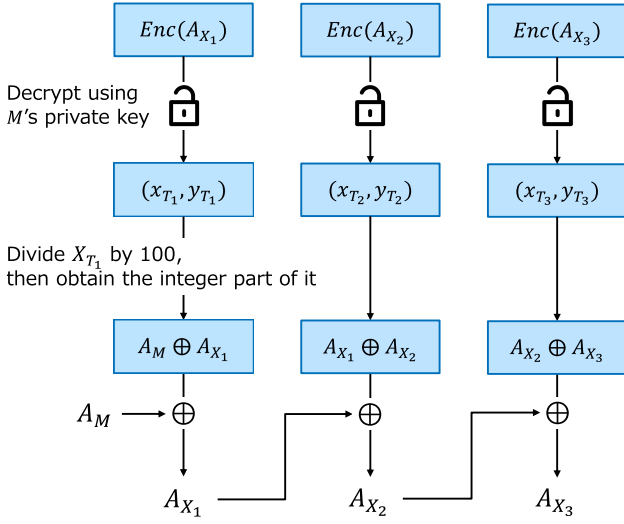 Enc(A_{X_1}) Enc(A_{X_2}) Enc(A_{X_3})
Decrypt using
M's private key
(x_{T_1}, y_{T_1}) (x_{T_2}, y_{T_2}) (x_{T_3}, y_{T_3})
Divide X_{T_1} by 100,
then obtain the integer part of it
A_M ⊕ A_{X_1} A_{X_1} ⊕ A_{X_2} A_{X_2} ⊕ A_{X_3}
A_M ⊕ ⊕ ⊕
A_{X_1} A_{X_2} A_{X_3}